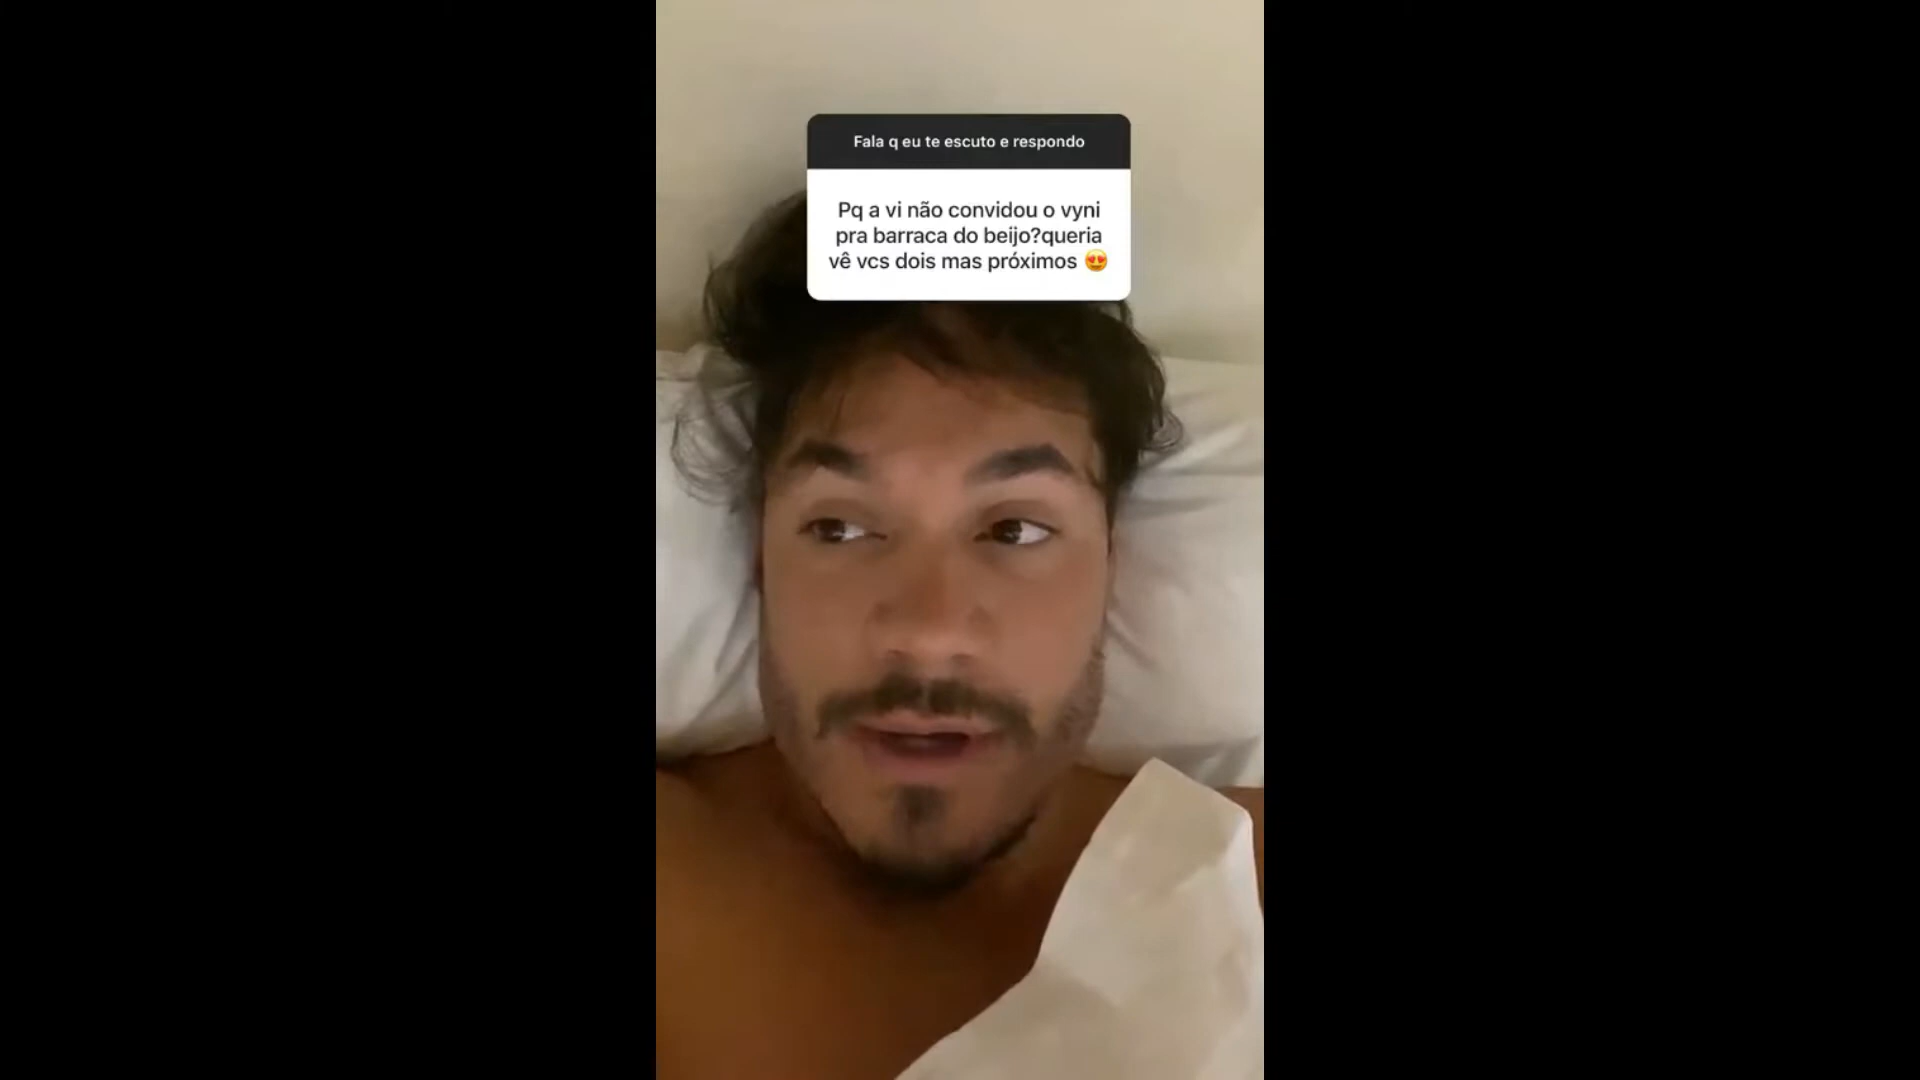 Fala q eu te escuto e respondo
Pq a vi não convidou o vyni
pra barraca do beijo?queria
vê vcs dois mas próximos 😍